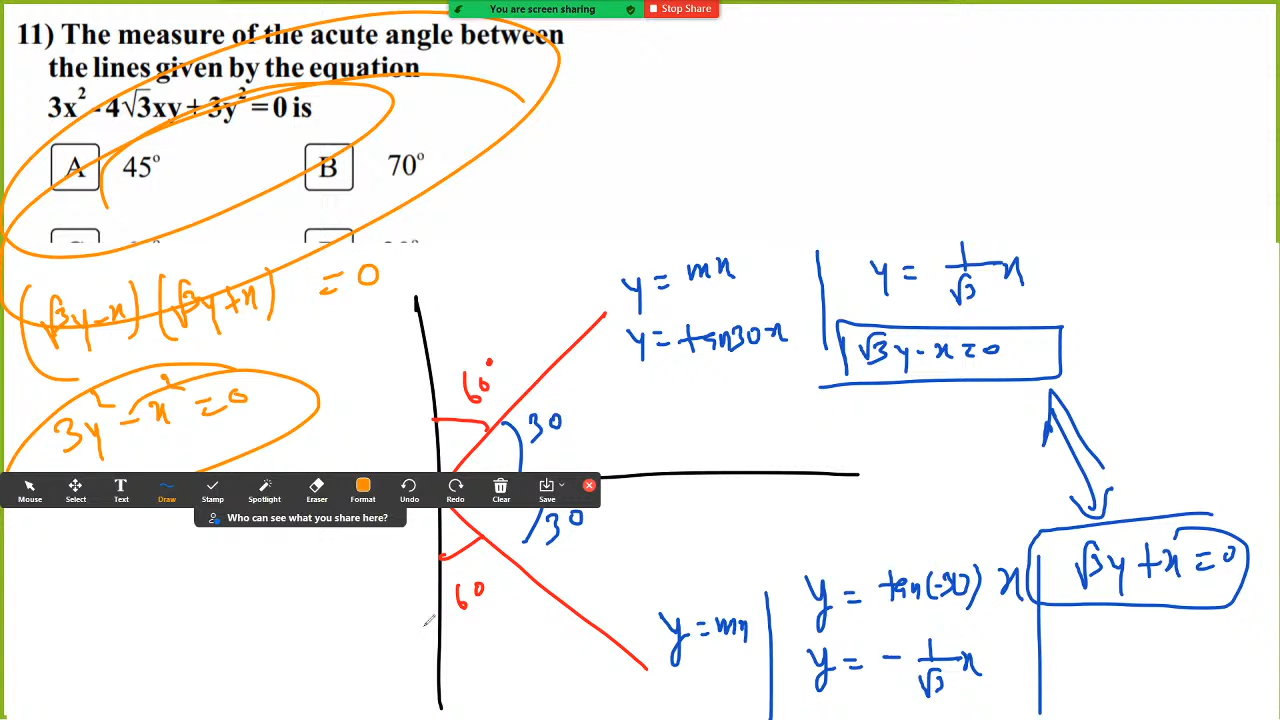 You are screen sharing
Stop Share
11) The measure of the acute angle between
the lines given by the equation
3x² - 4√3xy + 3y² = 0 is
A 45°
B 70°
(√3y-x)(√3y+x) = 0
3y² - x² = 0
60°
30
30
60
y = mx
y = tan30 x
y = 1/√3 x
√3y - x = 0
√3y + x = 0
y = mx
y = tan(-30) x
y = - 1/√3 x
Mouse
Select
Text
Draw
Stamp
Spotlight
Eraser
Format
Undo
Redo
Clear
Save
Who can see what you share here?